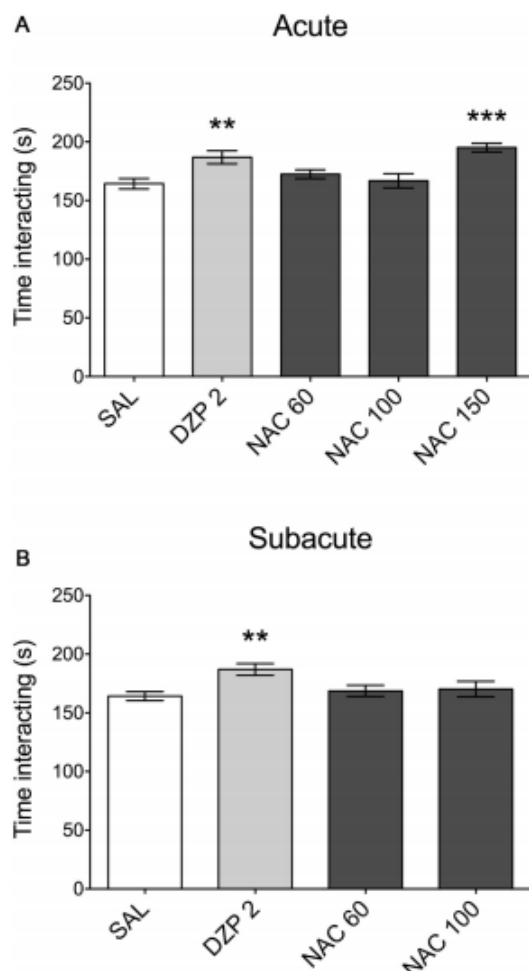 A
Acute
Time interacting (s)
250
200
150
100
50
0
**
***
SAL
DZP 2
NAC 60
NAC 100
NAC 150
B
Subacute
Time interacting (s)
250
200
150
100
50
0
**
SAL
DZP 2
NAC 60
NAC 100